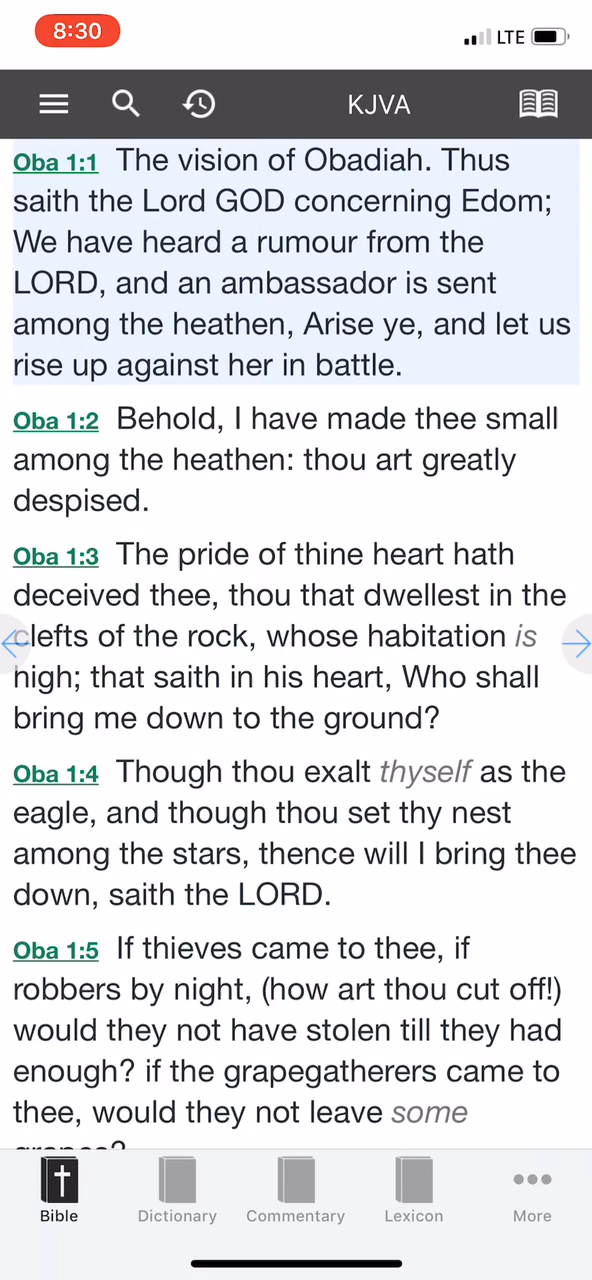 8:30
LTE
KJVA
Oba 1:1 The vision of Obadiah. Thus
saith the Lord GOD concerning Edom;
We have heard a rumour from the
LORD, and an ambassador is sent
among the heathen, Arise ye, and let us
rise up against her in battle.
Oba 1:2 Behold, I have made thee small
among the heathen: thou art greatly
despised.
Oba 1:3 The pride of thine heart hath
deceived thee, thou that dwellest in the
clefts of the rock, whose habitation is
high; that saith in his heart, Who shall
bring me down to the ground?
Oba 1:4 Though thou exalt thyself as the
eagle, and though thou set thy nest
among the stars, thence will I bring thee
down, saith the LORD.
Oba 1:5 If thieves came to thee, if
robbers by night, (how art thou cut off!)
would they not have stolen till they had
enough? if the grapegatherers came to
thee, would they not leave some
Bible
Dictionary
Commentary
Lexicon
More